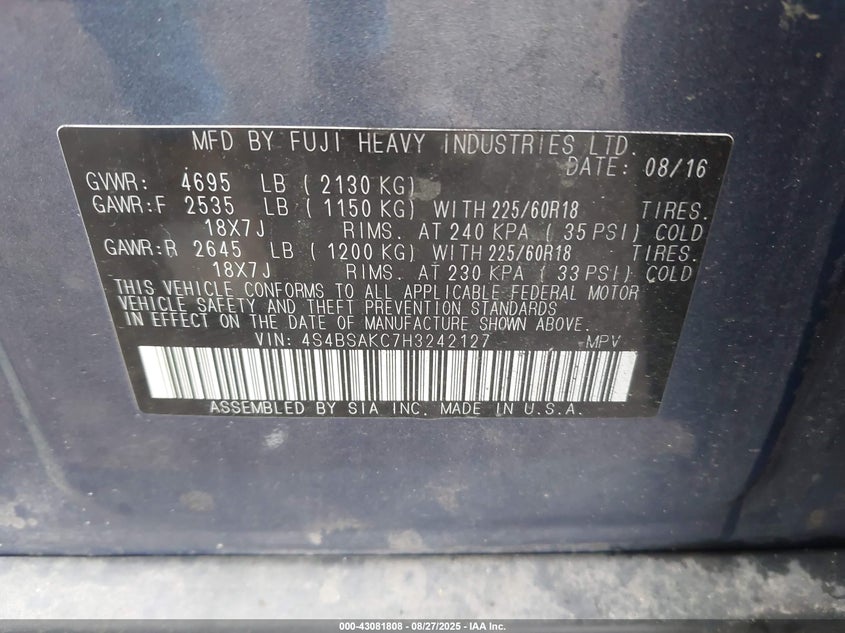 MFD BY FUJI HEAVY INDUSTRIES LTD.
DATE: 08/16
GVWR: 4695 LB ( 2130 KG)
GAWR:F 2535 LB ( 1150 KG) WITH 225/60R18 TIRES.
18X7J RIMS. AT 240 KPA ( 35 PSI) COLD
GAWR:R 2645 LB ( 1200 KG) WITH 225/60R18 TIRES.
18X7J RIMS. AT 230 KPA ( 33 PSI) COLD
THIS VEHICLE CONFORMS TO ALL APPLICABLE FEDERAL MOTOR
VEHICLE SAFETY AND THEFT PREVENTION STANDARDS
IN EFFECT ON THE DATE OF MANUFACTURE SHOWN ABOVE.
VIN: 4S4BSAKC7H3242127 MPV
ASSEMBLED BY SIA INC. MADE IN U.S.A.
000-43081808 - 08/27/2025 - IAA Inc.